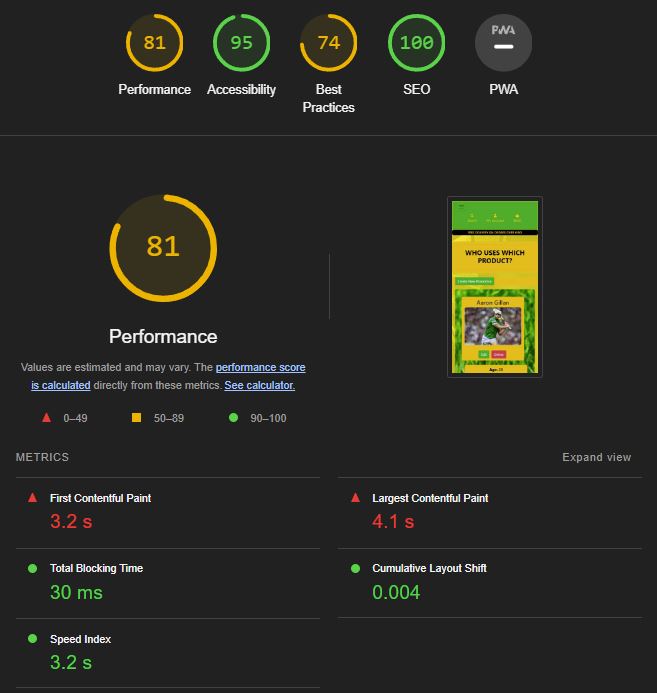 81
95
74
100
PWA
Performance
Accessibility
Best
Practices
SEO
PWA
81
Performance
Values are estimated and may vary. The performance score
is calculated directly from these metrics. See calculator.
0–49
50–89
90–100
WHO USES WHICH
PRODUCT?
Aaron Gillan
Edit
Delete
METRICS
Expand view
First Contentful Paint
3.2 s
Largest Contentful Paint
4.1 s
Total Blocking Time
30 ms
Cumulative Layout Shift
0.004
Speed Index
3.2 s